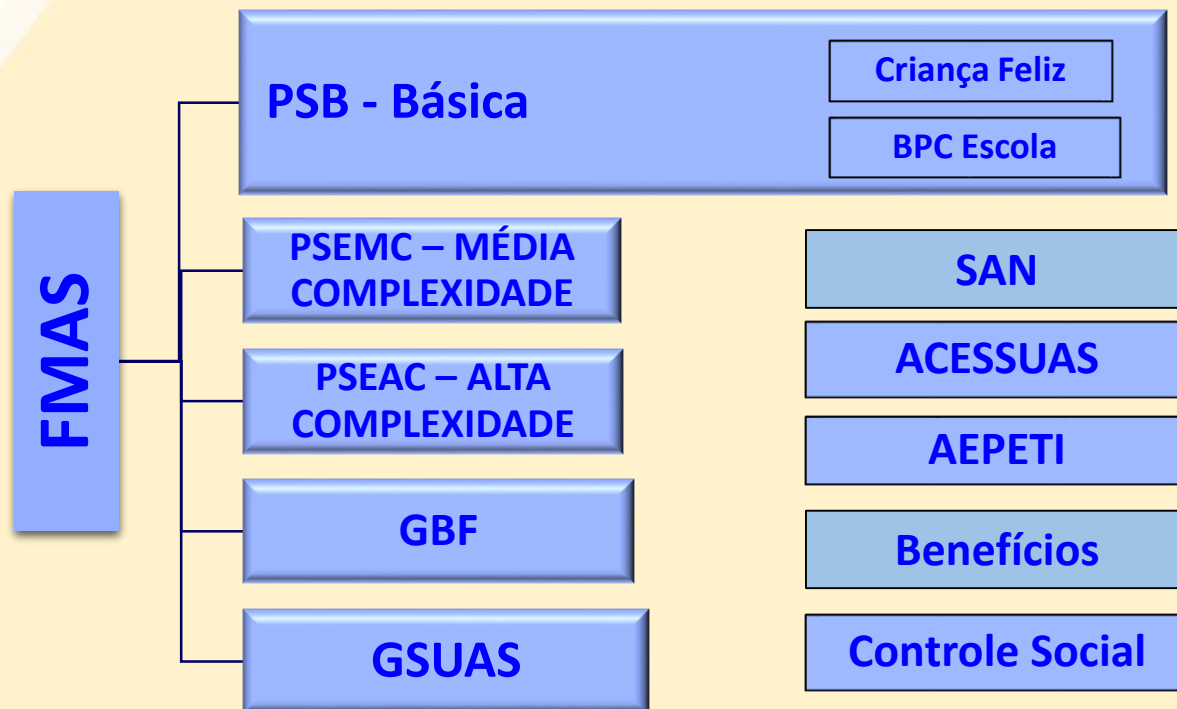 FMAS
PSB - Básica
Criança Feliz
BPC Escola
PSEMC – MÉDIA
COMPLEXIDADE
PSEAC – ALTA
COMPLEXIDADE
GBF
GSUAS
SAN
ACESSUAS
AEPETI
Benefícios
Controle Social